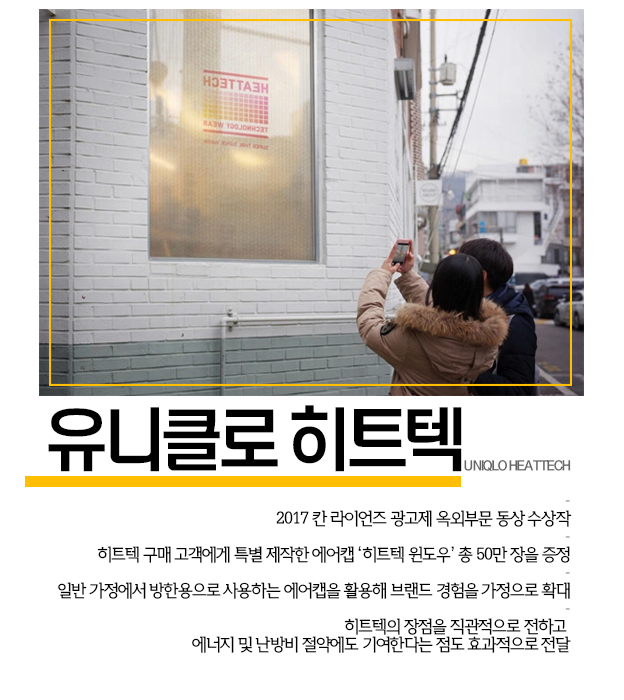 HEATTECH
TECHNOLOGY WEAR
유니클로 히트텍
UNIQLO HEATTECH
2017 칸 라이언즈 광고제 옥외부문 동상 수상작
히트텍 구매 고객에게 특별 제작한 에어캡 ‘히트텍 윈도우’ 총 50만 장을 증정
일반 가정에서 방한용으로 사용하는 에어캡을 활용해 브랜드 경험을 가정으로 확대
히트텍의 장점을 직관적으로 전하고
에너지 및 난방비 절약에도 기여한다는 점도 효과적으로 전달